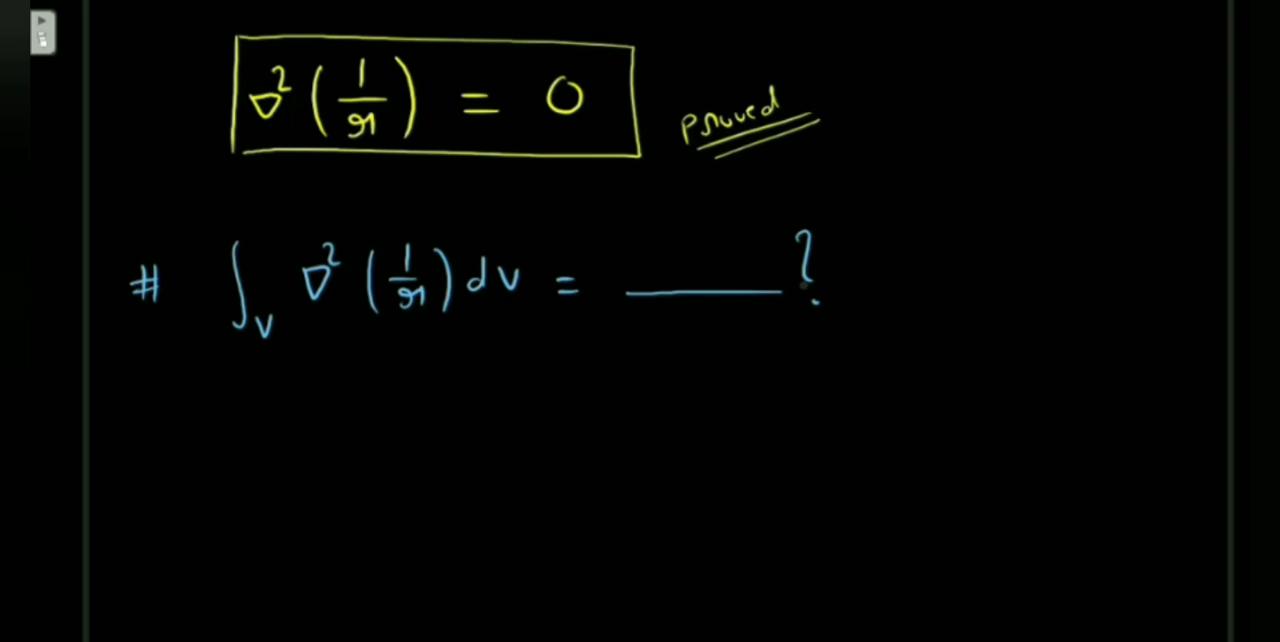 ∇²(1/r) = 0
proved
# ∫_V ∇²(1/r) dv = ______ ?